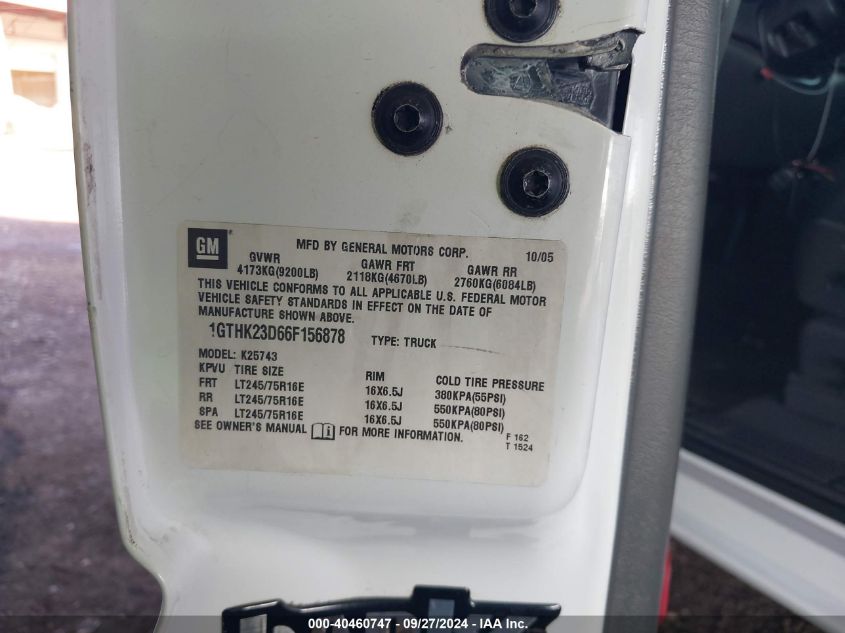 GM
MFD BY GENERAL MOTORS CORP. 10/05
GVWR GAWR FRT GAWR RR
4173KG(9200LB) 2118KG(4670LB) 2760KG(6084LB)
THIS VEHICLE CONFORMS TO ALL APPLICABLE U.S. FEDERAL MOTOR
VEHICLE SAFETY STANDARDS IN EFFECT ON THE DATE OF
MANUFACTURE SHOWN ABOVE.
1GTHK23D66F156878 TYPE: TRUCK
MODEL: K25743
KPVU TIRE SIZE RIM COLD TIRE PRESSURE
FRT LT245/75R16E 16X6.5J 380KPA(55PSI)
RR LT245/75R16E 16X6.5J 550KPA(80PSI)
SPA LT245/75R16E 16X6.5J 550KPA(80PSI)
SEE OWNER'S MANUAL FOR MORE INFORMATION.
F 162
T 1524
000-40460747 - 09/27/2024 - IAA Inc.